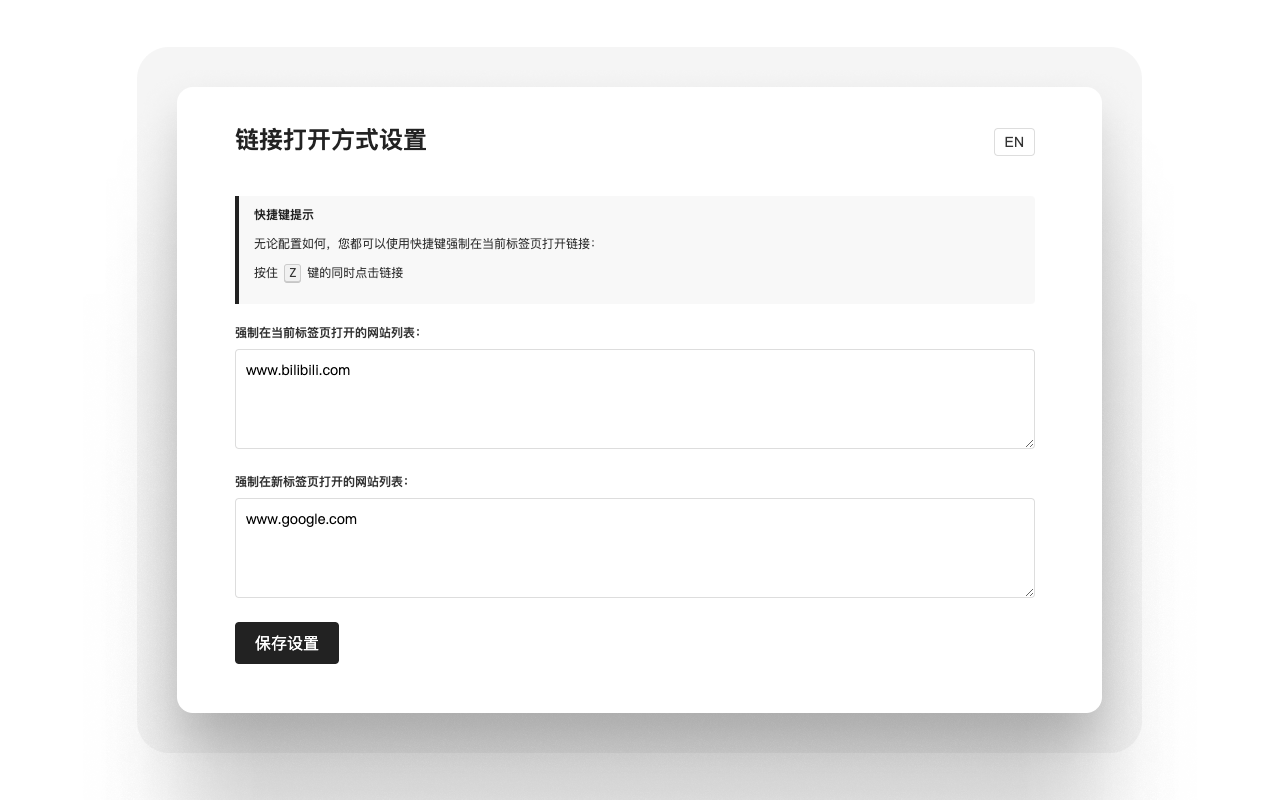 链接打开方式设置
EN
快捷键提示
无论配置如何，您都可以使用快捷键强制在当前标签页打开链接：
按住 Z 键的同时点击链接
强制在当前标签页打开的网站列表：
www.bilibili.com
强制在新标签页打开的网站列表：
www.google.com
保存设置